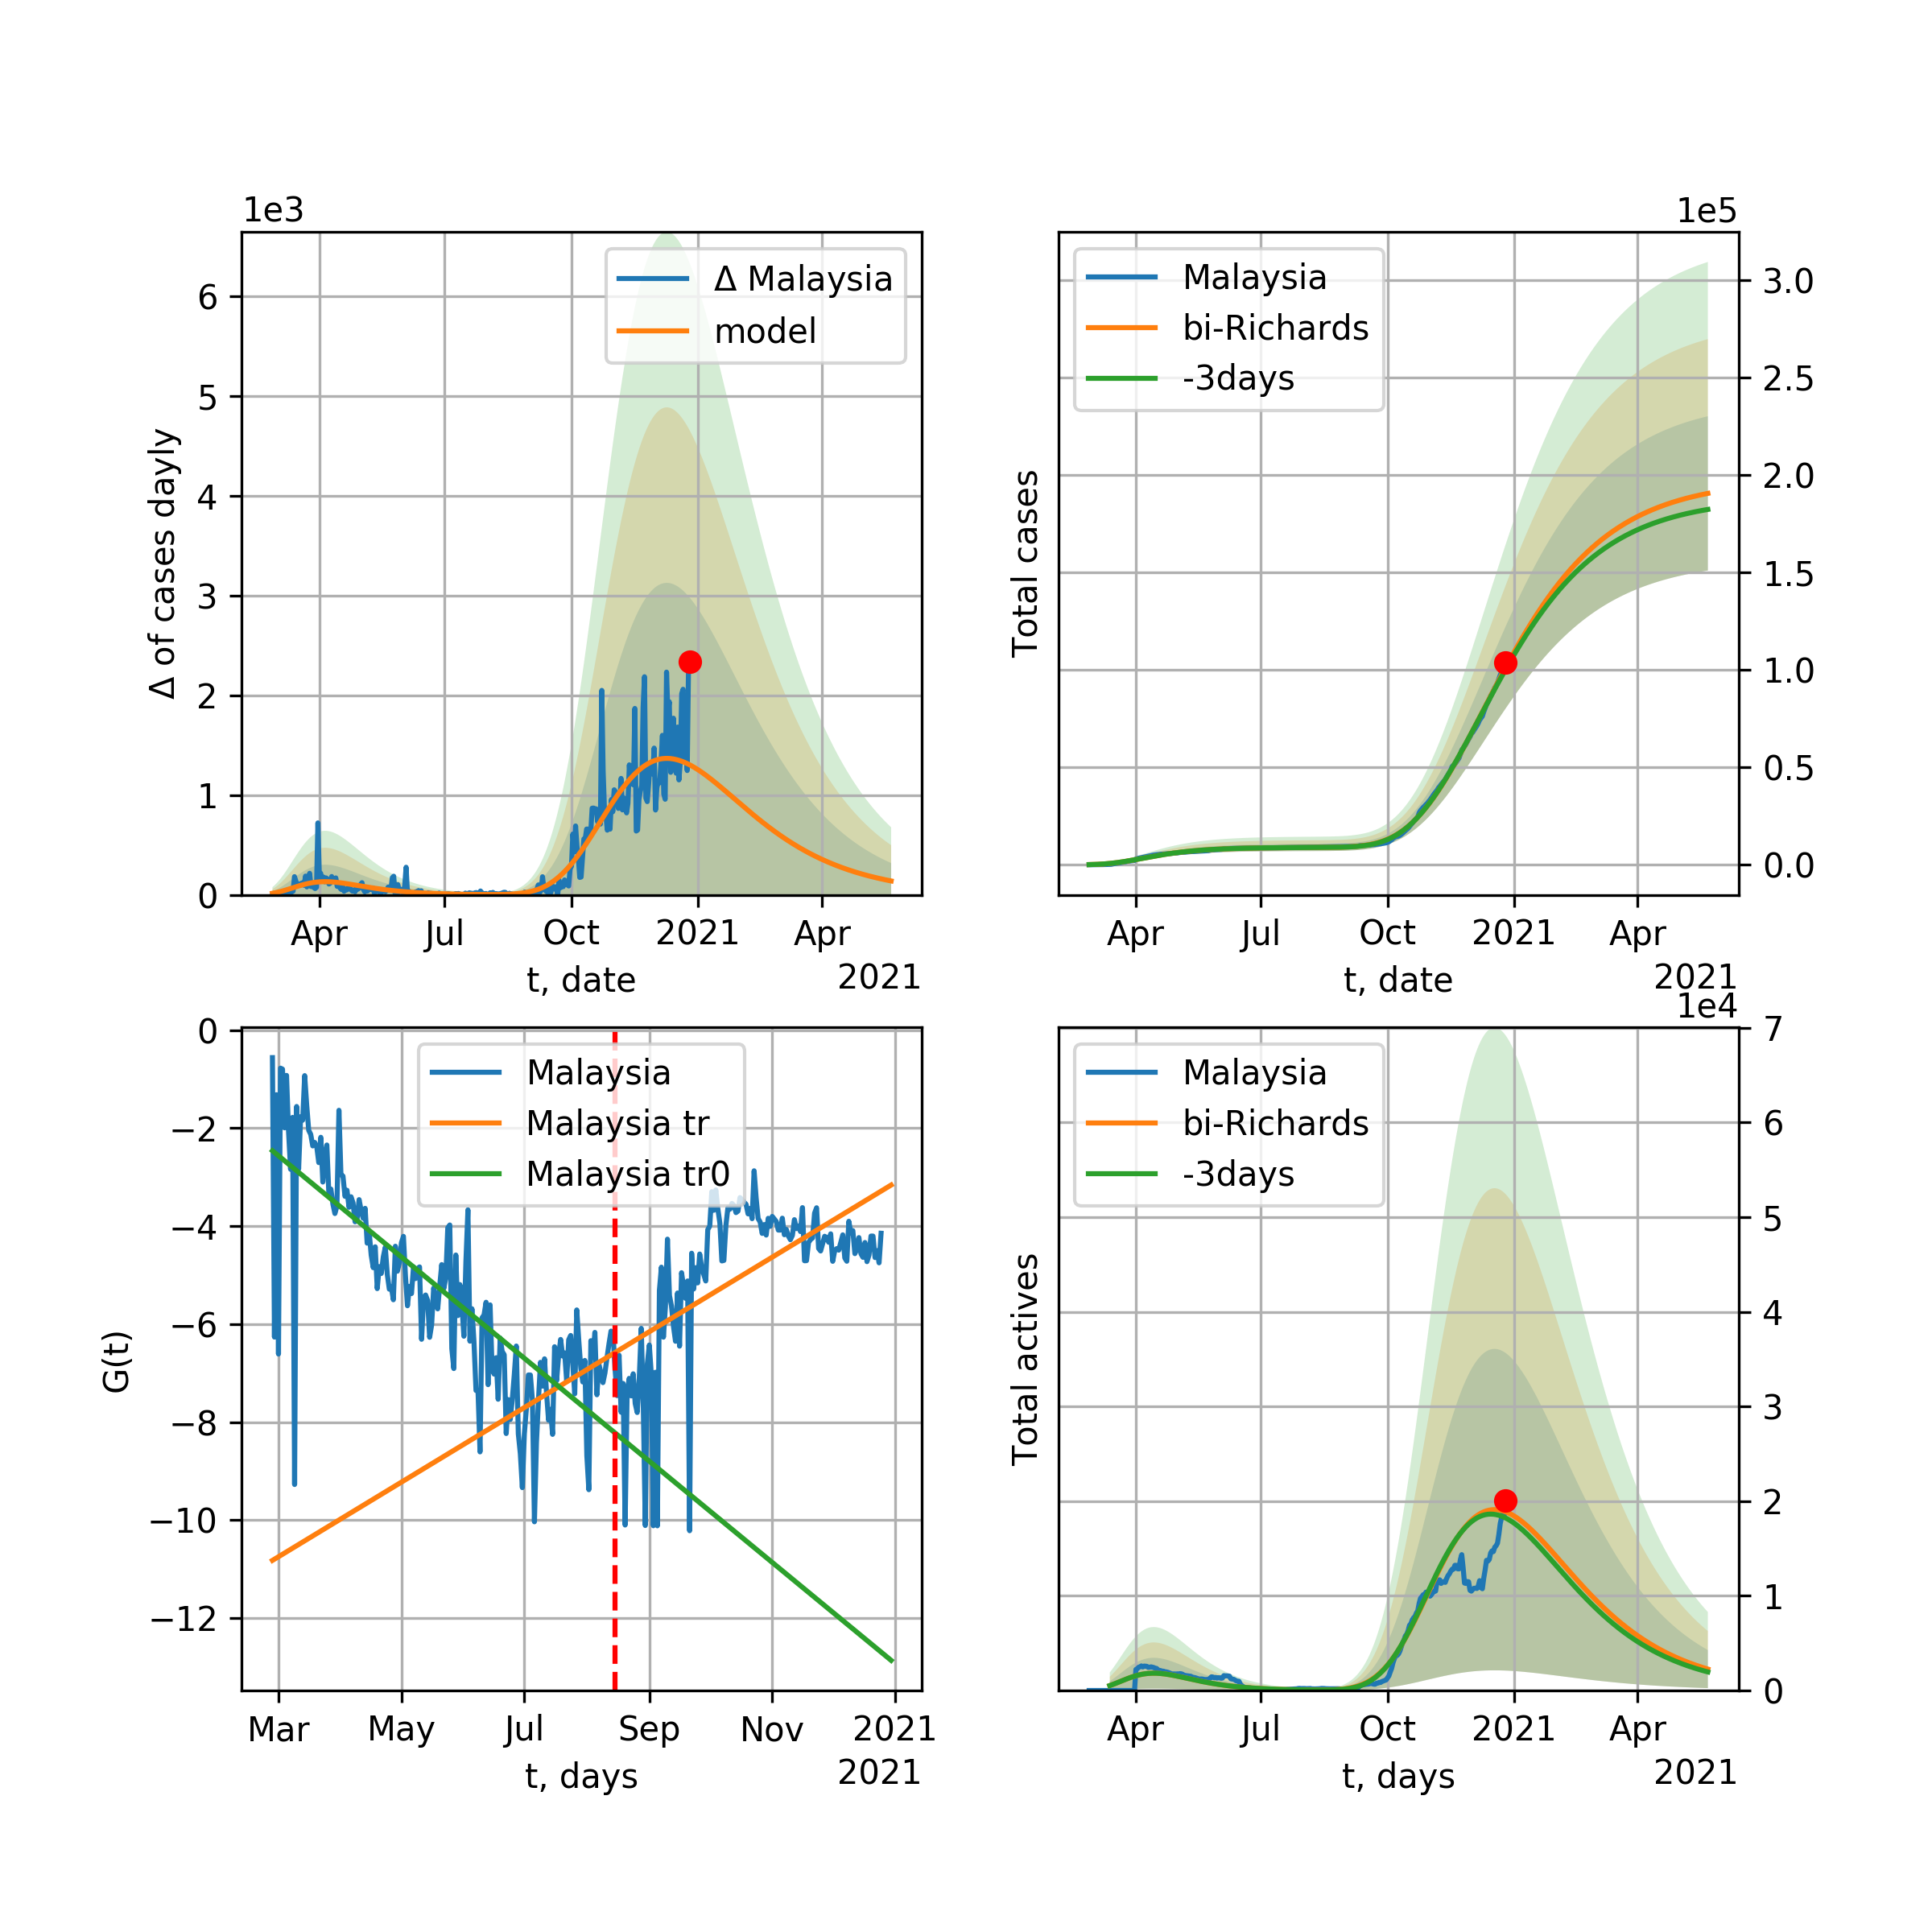 1e3
Δ of cases dayly
6
5
4
3
2
1
0
Δ Malaysia
model
Apr
Jul
Oct
2021
Apr
t, date
2021
1e5
Total cases
Malaysia
bi-Richards
-3days
3.0
2.5
2.0
1.5
1.0
0.5
0.0
Apr
Jul
Oct
2021
Apr
t, date
2021
G(t)
0
−2
−4
−6
−8
−10
−12
Malaysia
Malaysia tr
Malaysia tr0
Mar
May
Jul
Sep
Nov
2021
t, days
2021
1e4
Total actives
Malaysia
bi-Richards
-3days
7
6
5
4
3
2
1
0
Apr
Jul
Oct
2021
Apr
t, days
2021